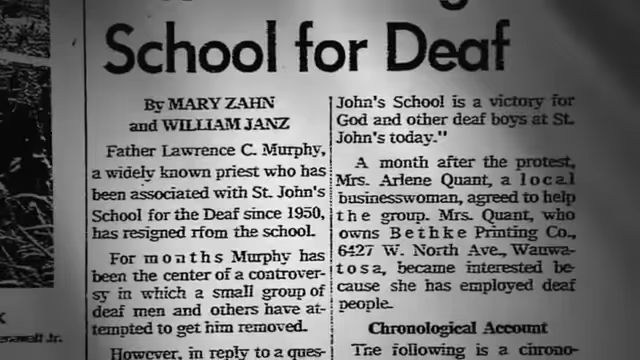 School for Deaf
By MARY ZAHN
and WILLIAM JANZ
Father Lawrence C. Murphy,
a widely known priest who has
been associated with St. John's
School for the Deaf since 1950,
has resigned rfom the school.
For months Murphy has
been the center of a controver-
sy in which a small group of
deaf men and others have at-
tempted to get him removed.
However, in reply to a ques-
John's School is a victory for
God and other deaf boys at St.
John's today."
A month after the protest,
Mrs. Arlene Quant, a local
businesswoman, agreed to help
the group. Mrs. Quant, who
owns Bethke Printing Co.,
6427 W. North Ave., Wauwa-
tosa, became interested be-
cause she has employed deaf
people.
Chronological Account
The following is a chrono-
Jr.